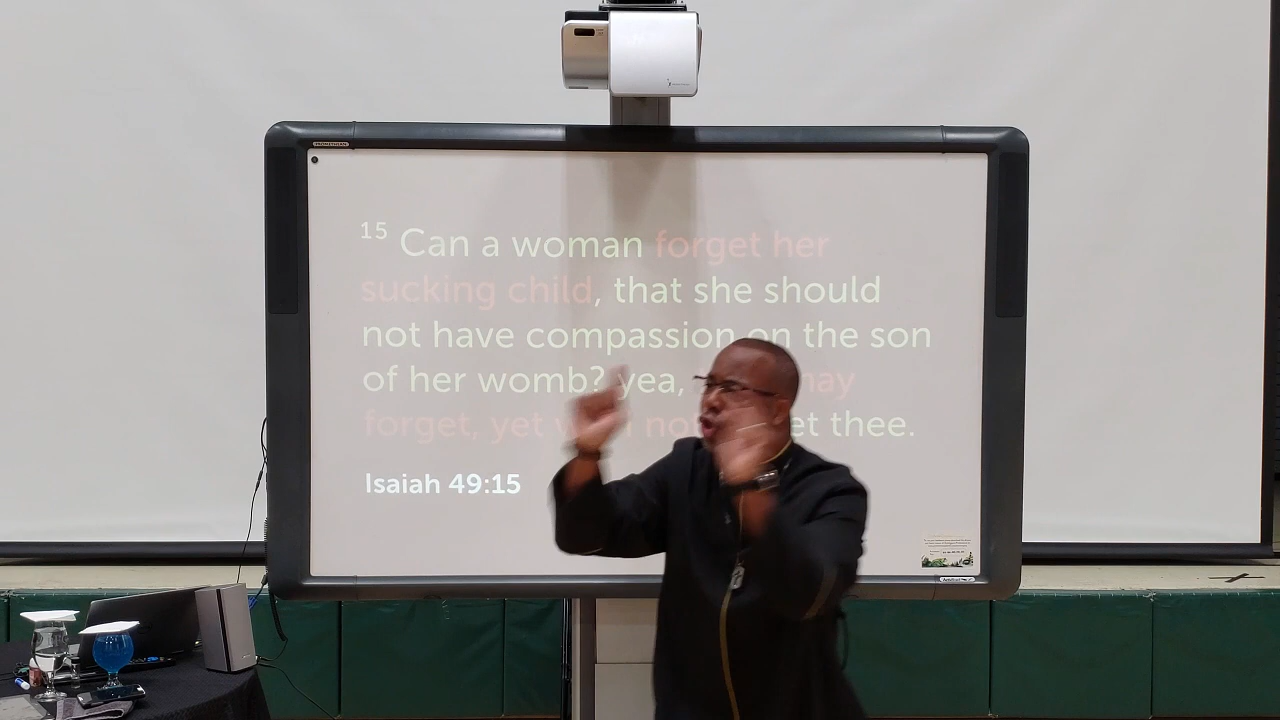 PROMETHEAN
15 Can a woman forget her
sucking child, that she should
not have compassion on the son
of her womb? yea, may
forget, yet thee.
Isaiah 49:15